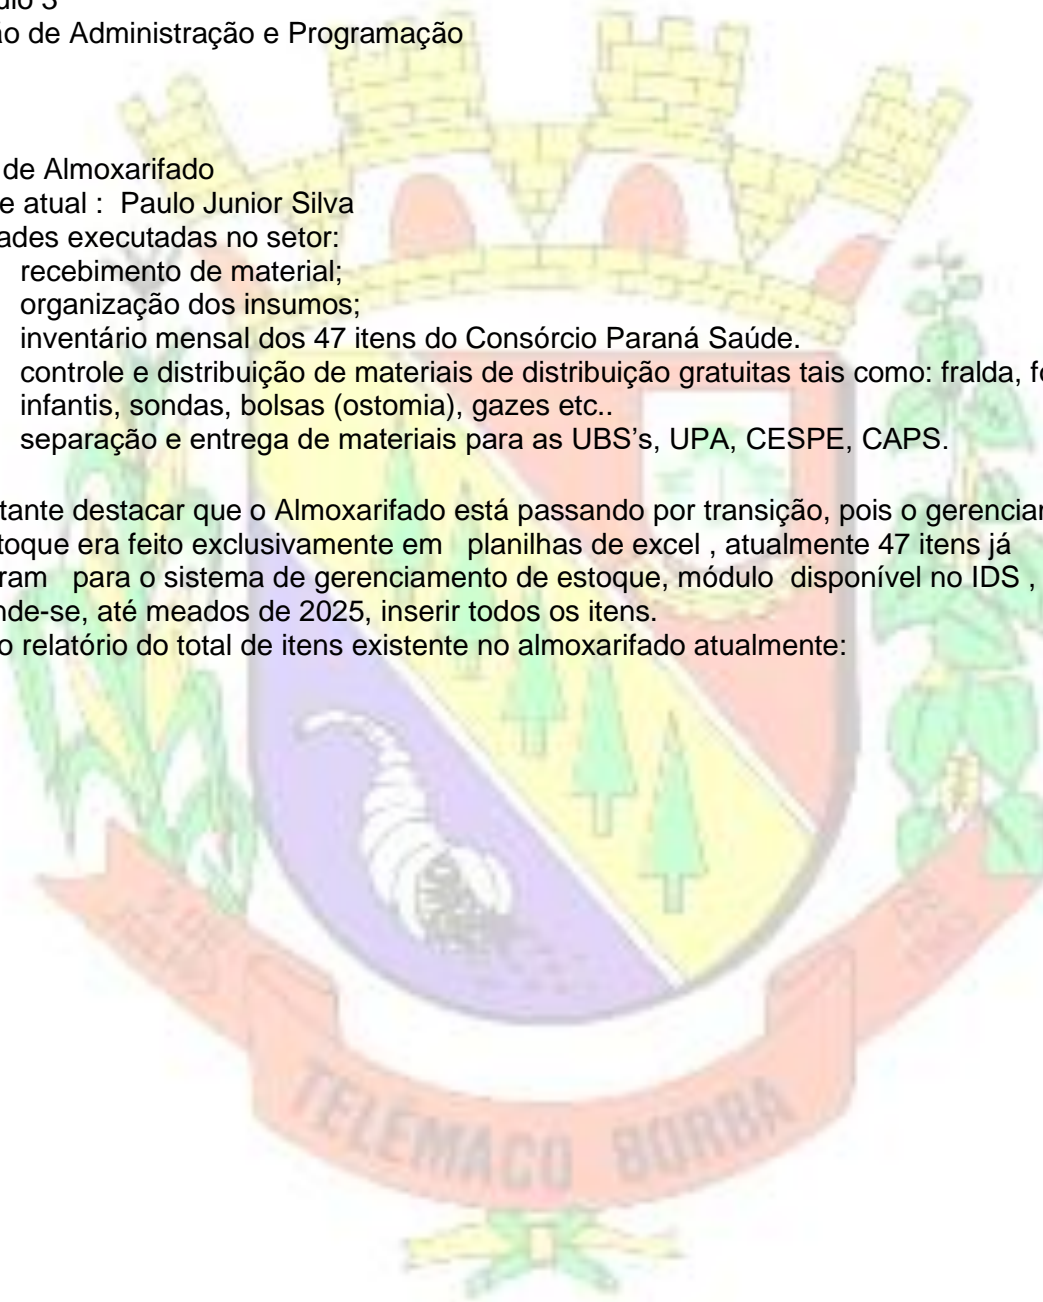 ulo 3
ão de Administração e Programação
de Almoxarifado
e atual : Paulo Junior Silva
ades executadas no setor:
recebimento de material;
organização dos insumos;
inventário mensal dos 47 itens do Consórcio Paraná Saúde.
controle e distribuição de materiais de distribuição gratuitas tais como: fralda, fó
infantis, sondas, bolsas (ostomia), gazes etc..
separação e entrega de materiais para as UBS's, UPA, CESPE, CAPS.
tante destacar que o Almoxarifado está passando por transição, pois o gerenciar
toque era feito exclusivamente em planilhas de excel , atualmente 47 itens já
ram para o sistema de gerenciamento de estoque, módulo disponível no IDS ,
nde-se, até meados de 2025, inserir todos os itens.
o relatório do total de itens existente no almoxarifado atualmente:
TELÊMACO BORBA